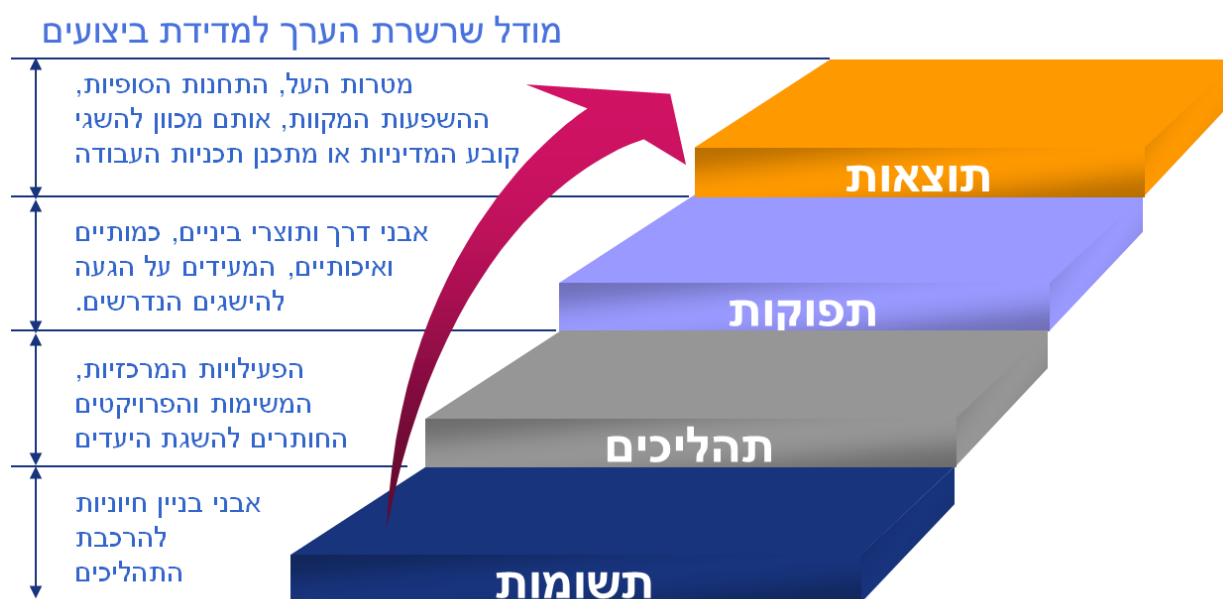 מודל שרשרת הערך למדידת ביצועים
מטרות העל, התחנות הסופיות,
ההשפעות המקוות, אותם מכוון להשגי
קובע המדיניות או מתכנן תכניות העבודה
תוצאות
אבני דרך ותוצרי ביניים, כמותיים
ואיכותיים, המעידים על הגעה
להישגים הנדרשים.
תפוקות
הפעילויות המרכזיות,
המשימות והפרויקטים
החותרים להשגת היעדים
תהליכים
אבני בניין חיוניות
להרכבת
התהליכים
תשומות